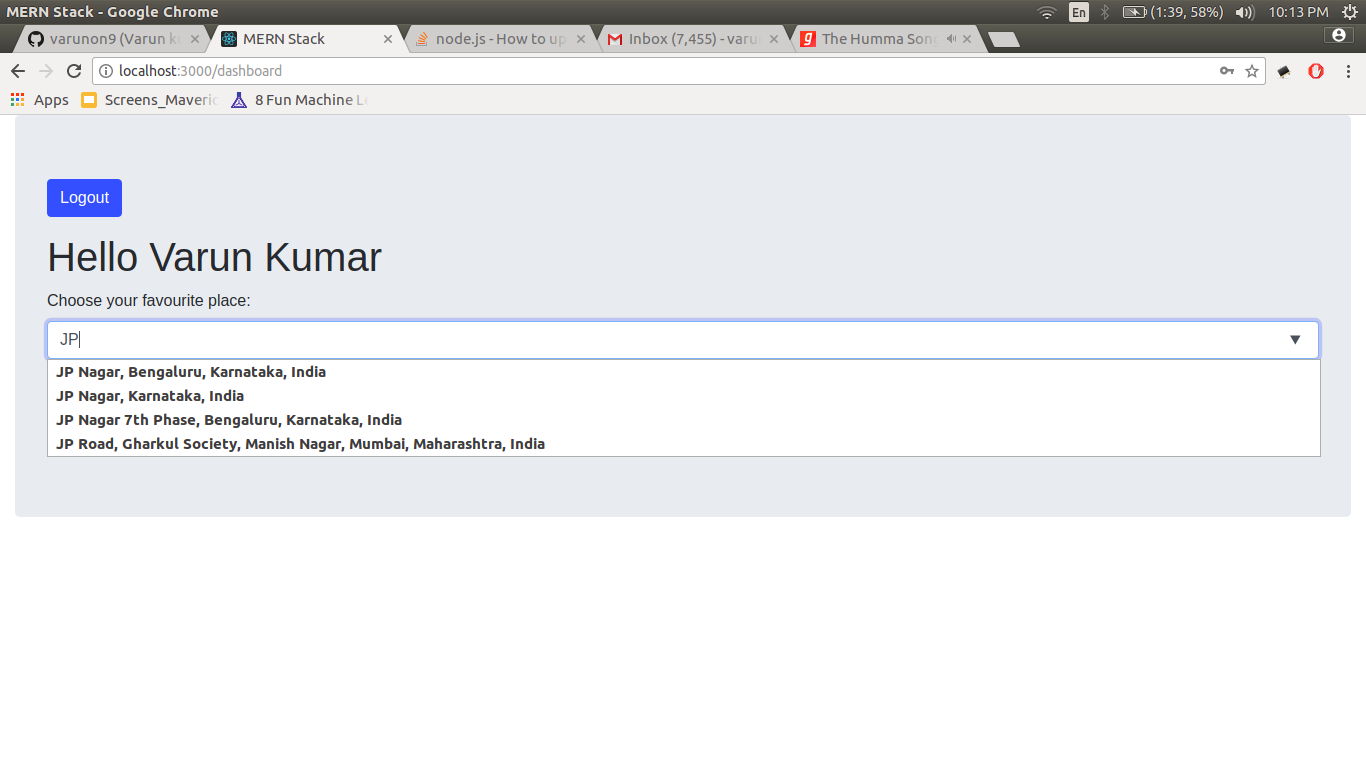 MERN Stack - Google Chrome
En
(1:39, 58%)
10:13 PM
varunon9 (Varun k
MERN Stack
node.js - How to up
Inbox (7,455) - varu
The Humma Song
localhost:3000/dashboard
Apps
Screens_Maveric
8 Fun Machine Le
Logout
Hello Varun Kumar
Choose your favourite place:
JP
JP Nagar, Bengaluru, Karnataka, India
JP Nagar, Karnataka, India
JP Nagar 7th Phase, Bengaluru, Karnataka, India
JP Road, Gharkul Society, Manish Nagar, Mumbai, Maharashtra, India